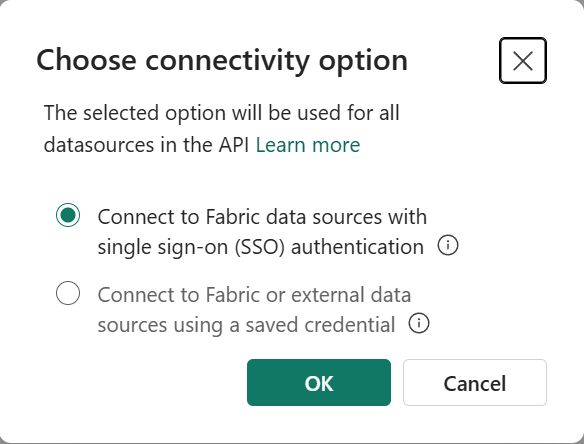 Choose connectivity option
The selected option will be used for all
datasources in the API Learn more
Connect to Fabric data sources with
single sign-on (SSO) authentication
Connect to Fabric or external data
sources using a saved credential
OK
Cancel